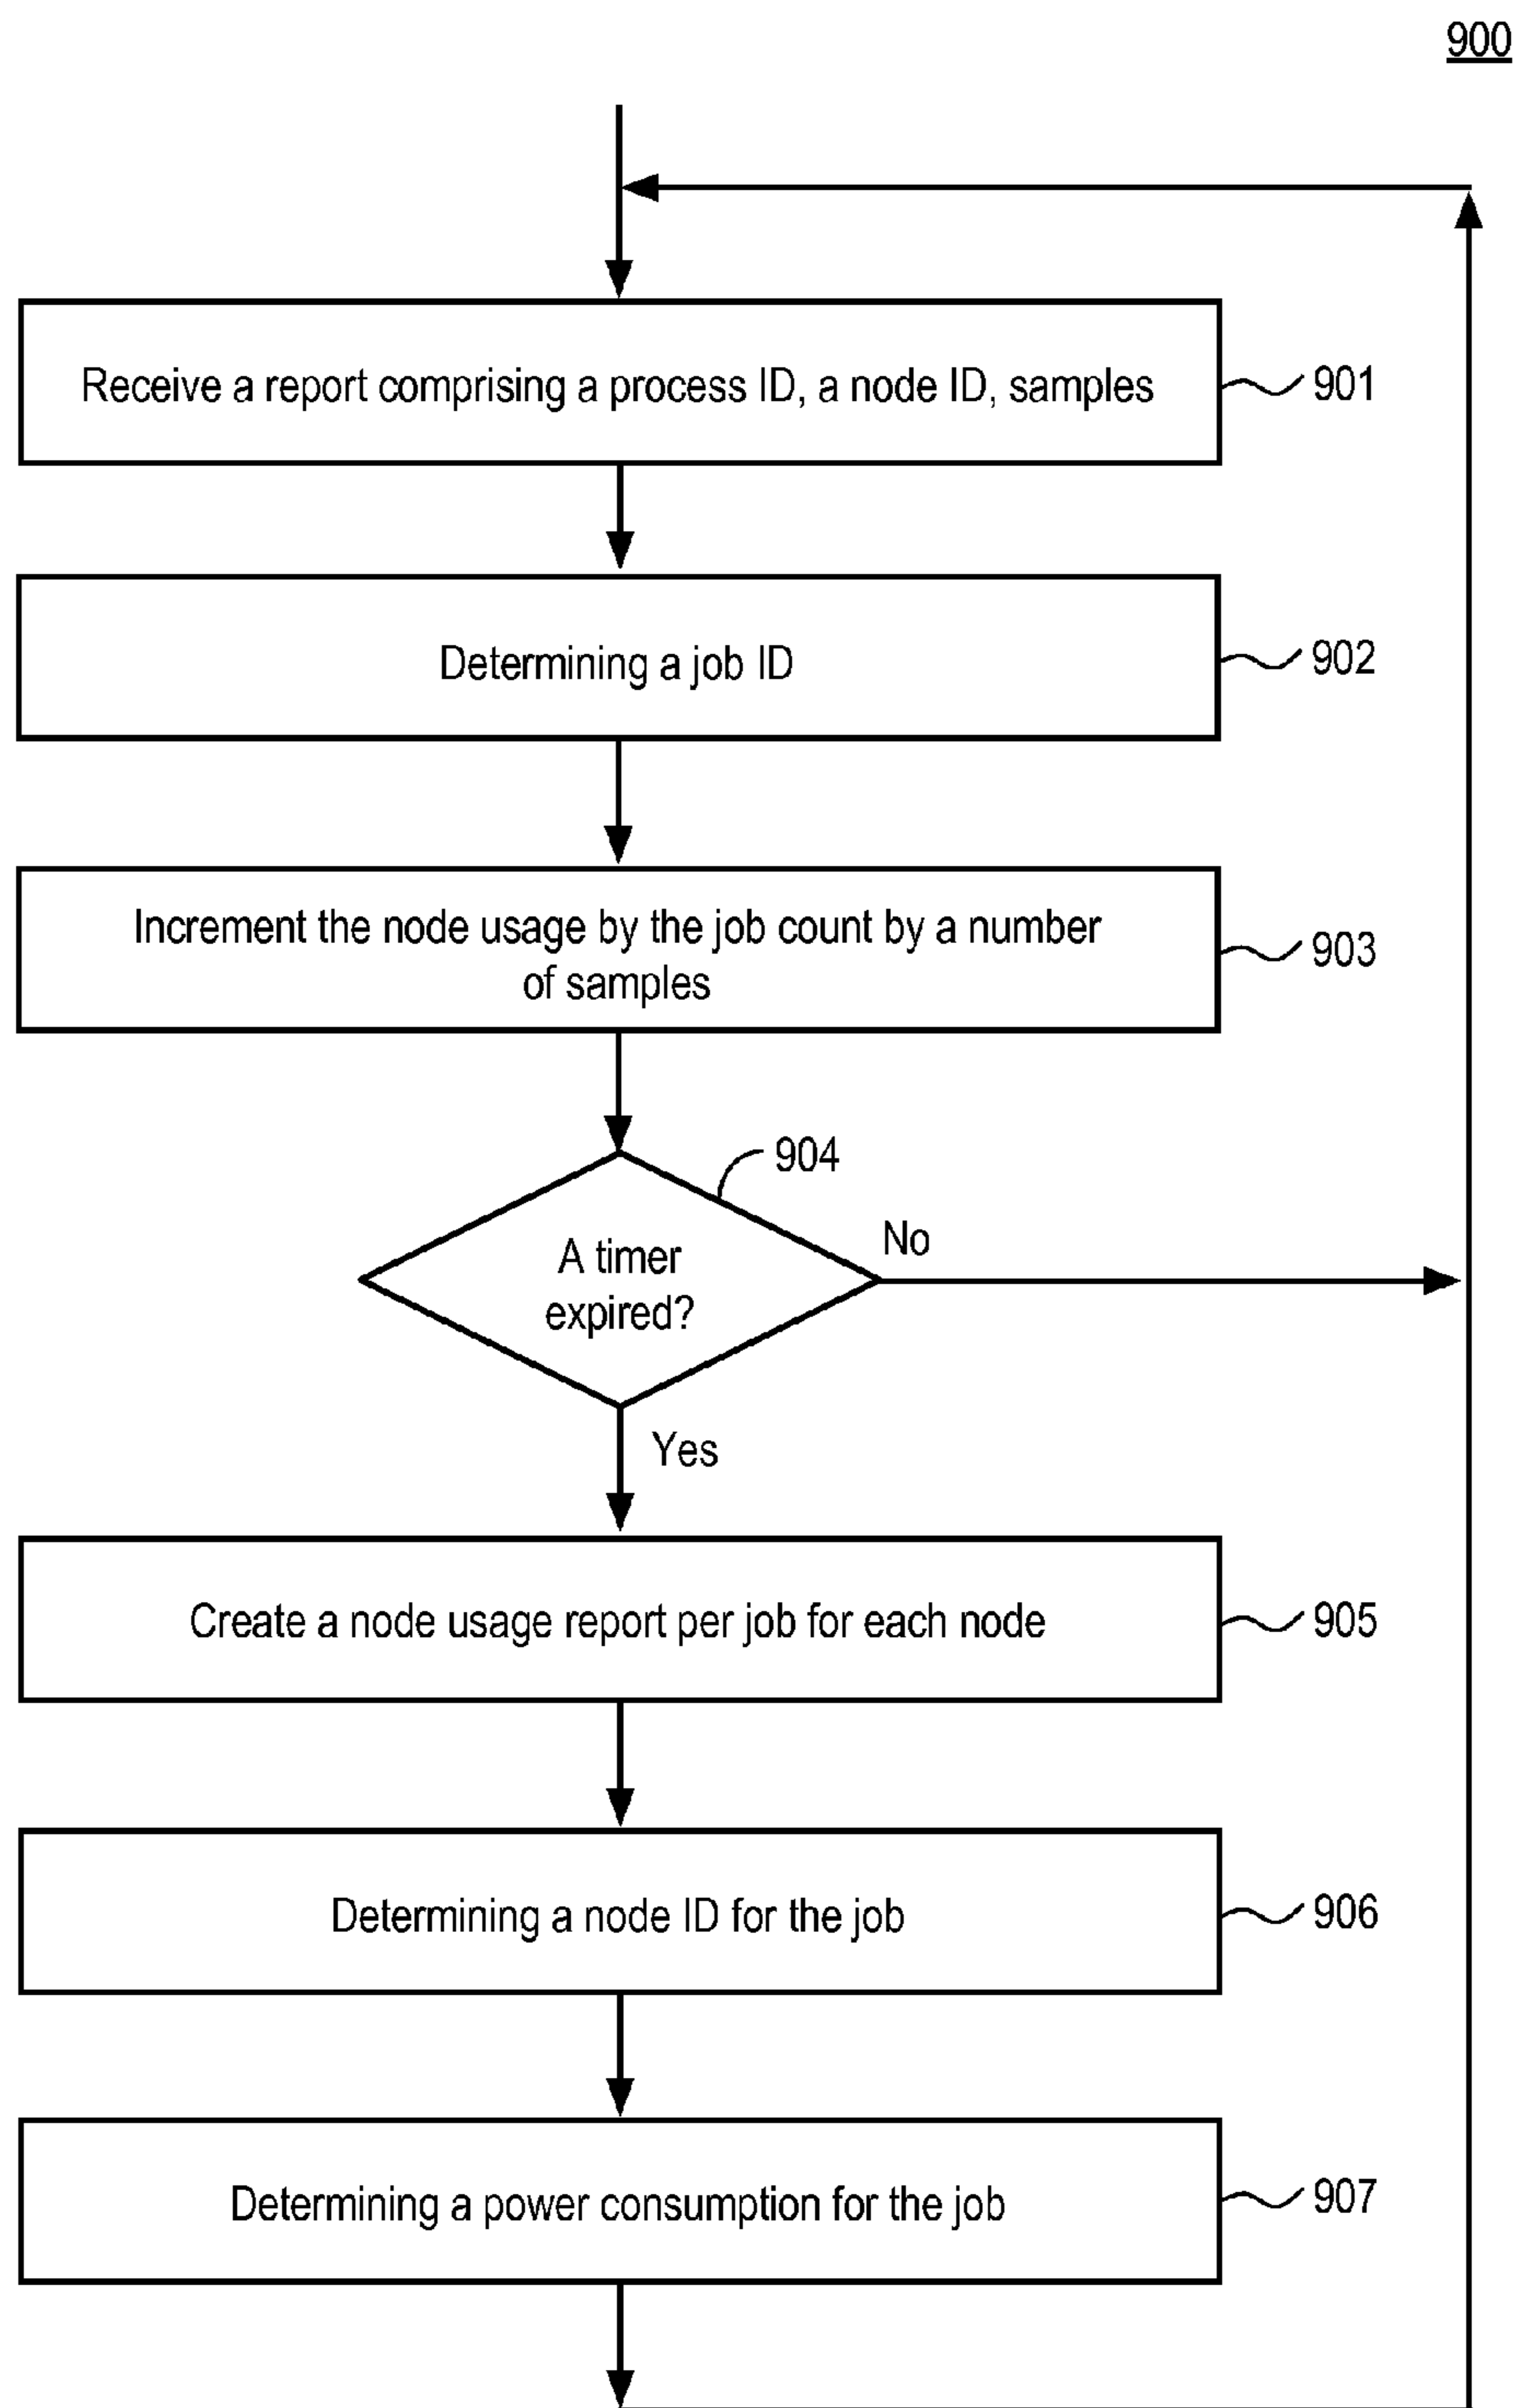 900
Receive a report comprising a process ID, a node ID, samples
901
Determining a job ID
902
Increment the node usage by the job count by a number
of samples
903
904
A timer
expired?
No
Yes
Create a node usage report per job for each node
905
Determining a node ID for the job
906
Determining a power consumption for the job
907